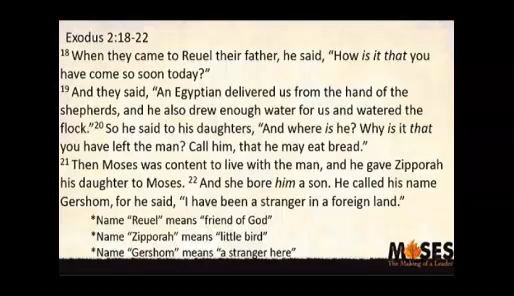 Exodus 2:18-22
18 When they came to Reuel their father, he said, "How is it that you
have come so soon today?"
19 And they said, "An Egyptian delivered us from the hand of the
shepherds, and he also drew enough water for us and watered the
flock."20 So he said to his daughters, "And where is he? Why is it that
you have left the man? Call him, that he may eat bread."
21 Then Moses was content to live with the man, and he gave Zipporah
his daughter to Moses. 22 And she bore him a son. He called his name
Gershom, for he said, "I have been a stranger in a foreign land."
*Name "Reuel" means "friend of God"
*Name "Zipporah" means "little bird"
*Name "Gershom" means "a stranger here"
MOSES
The Making of a Leader